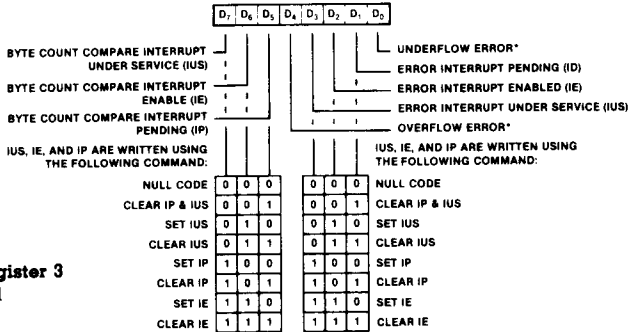 D7 D6 D5 D4 D3 D2 D1 D0
BYTE COUNT COMPARE INTERRUPT
UNDER SERVICE (IUS)
BYTE COUNT COMPARE INTERRUPT
ENABLE (IE)
BYTE COUNT COMPARE INTERRUPT
PENDING (IP)
IUS, IE, AND IP ARE WRITTEN USING
THE FOLLOWING COMMAND:
UNDERFLOW ERROR*
ERROR INTERRUPT PENDING (ID)
ERROR INTERRUPT ENABLED (IE)
ERROR INTERRUPT UNDER SERVICE (IUS)
OVERFLOW ERROR*
IUS, IE, AND IP ARE WRITTEN USING
THE FOLLOWING COMMAND:
NULL CODE 0 0 0 0 0 0 NULL CODE
CLEAR IP & IUS 0 0 1 0 0 1 CLEAR IP & IUS
SET IUS 0 1 0 0 1 0 SET IUS
CLEAR IUS 0 1 1 0 1 1 CLEAR IUS
SET IP 1 0 0 1 0 0 SET IP
CLEAR IP 1 0 1 1 0 1 CLEAR IP
SET IE 1 1 0 1 1 0 SET IE
CLEAR IE 1 1 1 1 1 1 CLEAR IE
gister 3